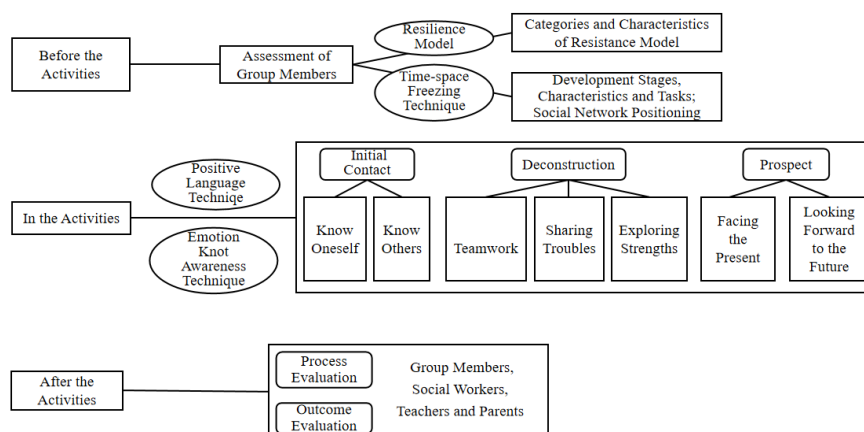 Before the
Activities
Assessment of
Group Members
Resilience
Model
Time-space
Freezing
Technique
Categories and Characteristics
of Resistance Model
Development Stages,
Characteristics and Tasks;
Social Network Positioning
In the Activities
Positive
Language
Techniqe
Emotion
Knot
Awareness
Technique
Initial
Contact
Know
Oneself
Know
Others
Deconstruction
Teamwork
Sharing
Troubles
Exploring
Strengths
Prospect
Facing
the
Present
Looking
Forward
to the
Future
After the
Activities
Process
Evaluation
Outcome
Evaluation
Group Members,
Social Workers,
Teachers and Parents